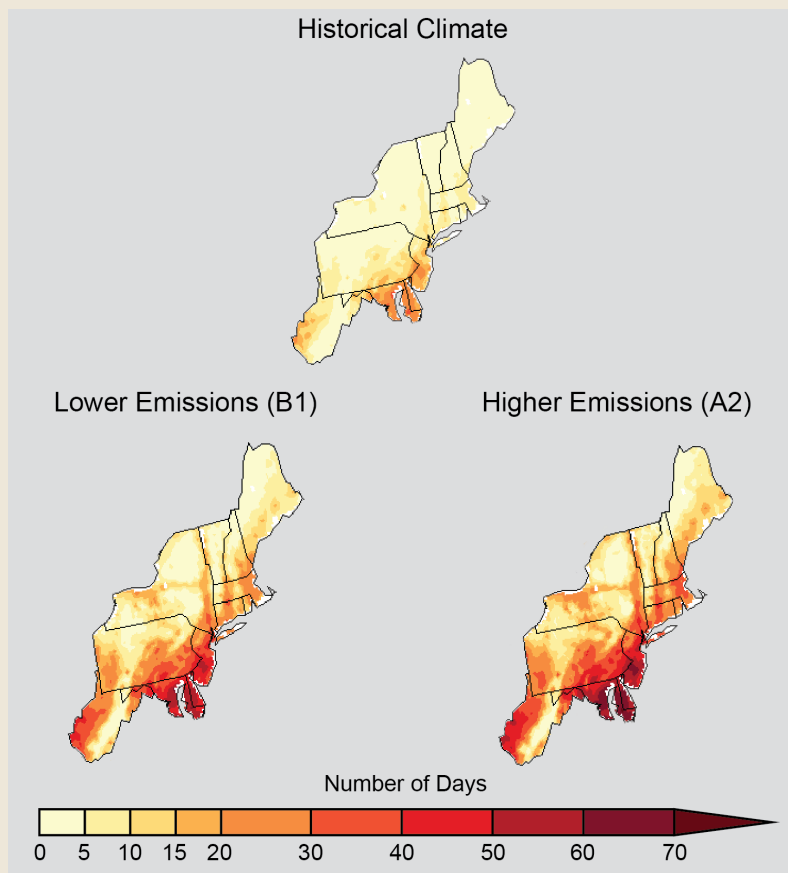 Historical Climate
Lower Emissions (B1)
Higher Emissions (A2)
Number of Days
0 5 10 15 20 30 40 50 60 70